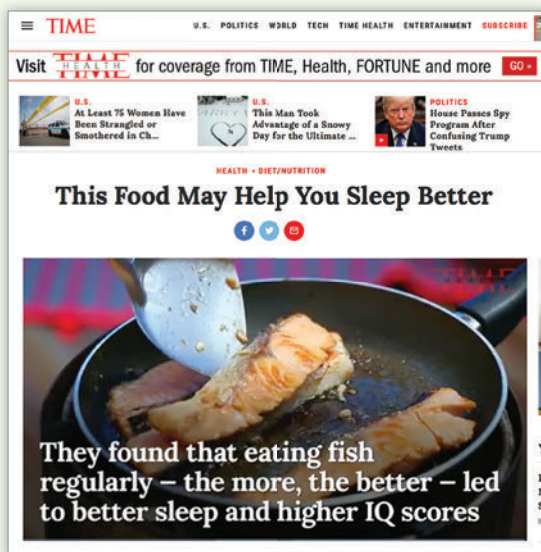 TIME
U.S. POLITICS WORLD TECH TIME HEALTH ENTERTAINMENT SUBSCRIBE
Visit TIME HEALTH for coverage from TIME, Health, FORTUNE and more GO »
U.S.
At Least 75 Women Have
Been Strangled or
Smothered in Ch...
U.S.
This Man Took
Advantage of a Snowy
Day for the Ultimate ...
POLITICS
House Passes Spy
Program After
Confusing Trump
Tweets
HEALTH • DIET/NUTRITION
This Food May Help You Sleep Better
TIME
They found that eating fish
regularly – the more, the better – led
to better sleep and higher IQ scores